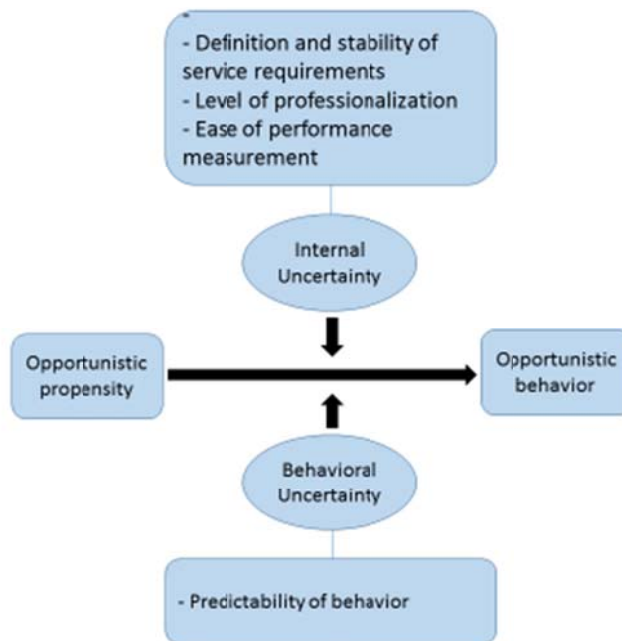 -
- Definition and stability of
service requirements
- Level of professionalization
- Ease of performance
measurement
Internal
Uncertainty
Opportunistic
propensity
Opportunistic
behavior
Behavioral
Uncertainty
- Predictability of behavior